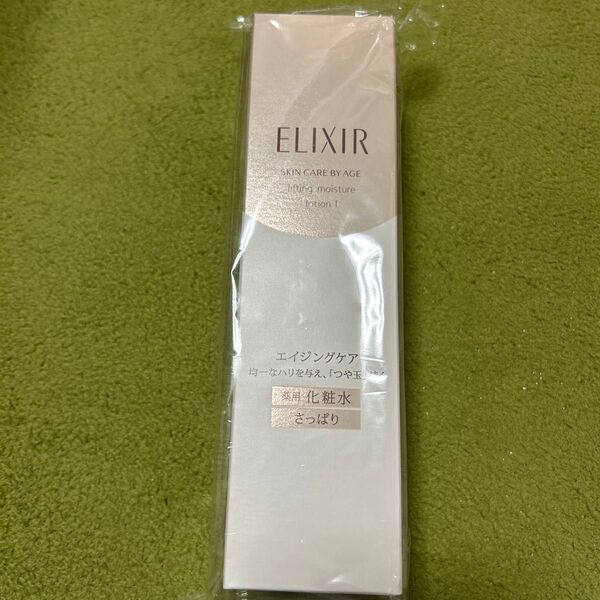 ELIXIR
SKIN CARE BY AGE
lifting moisture
lotion I
エイジングケア
均一なハリを与え、「つや玉」
薬用 化粧水
さっぱり